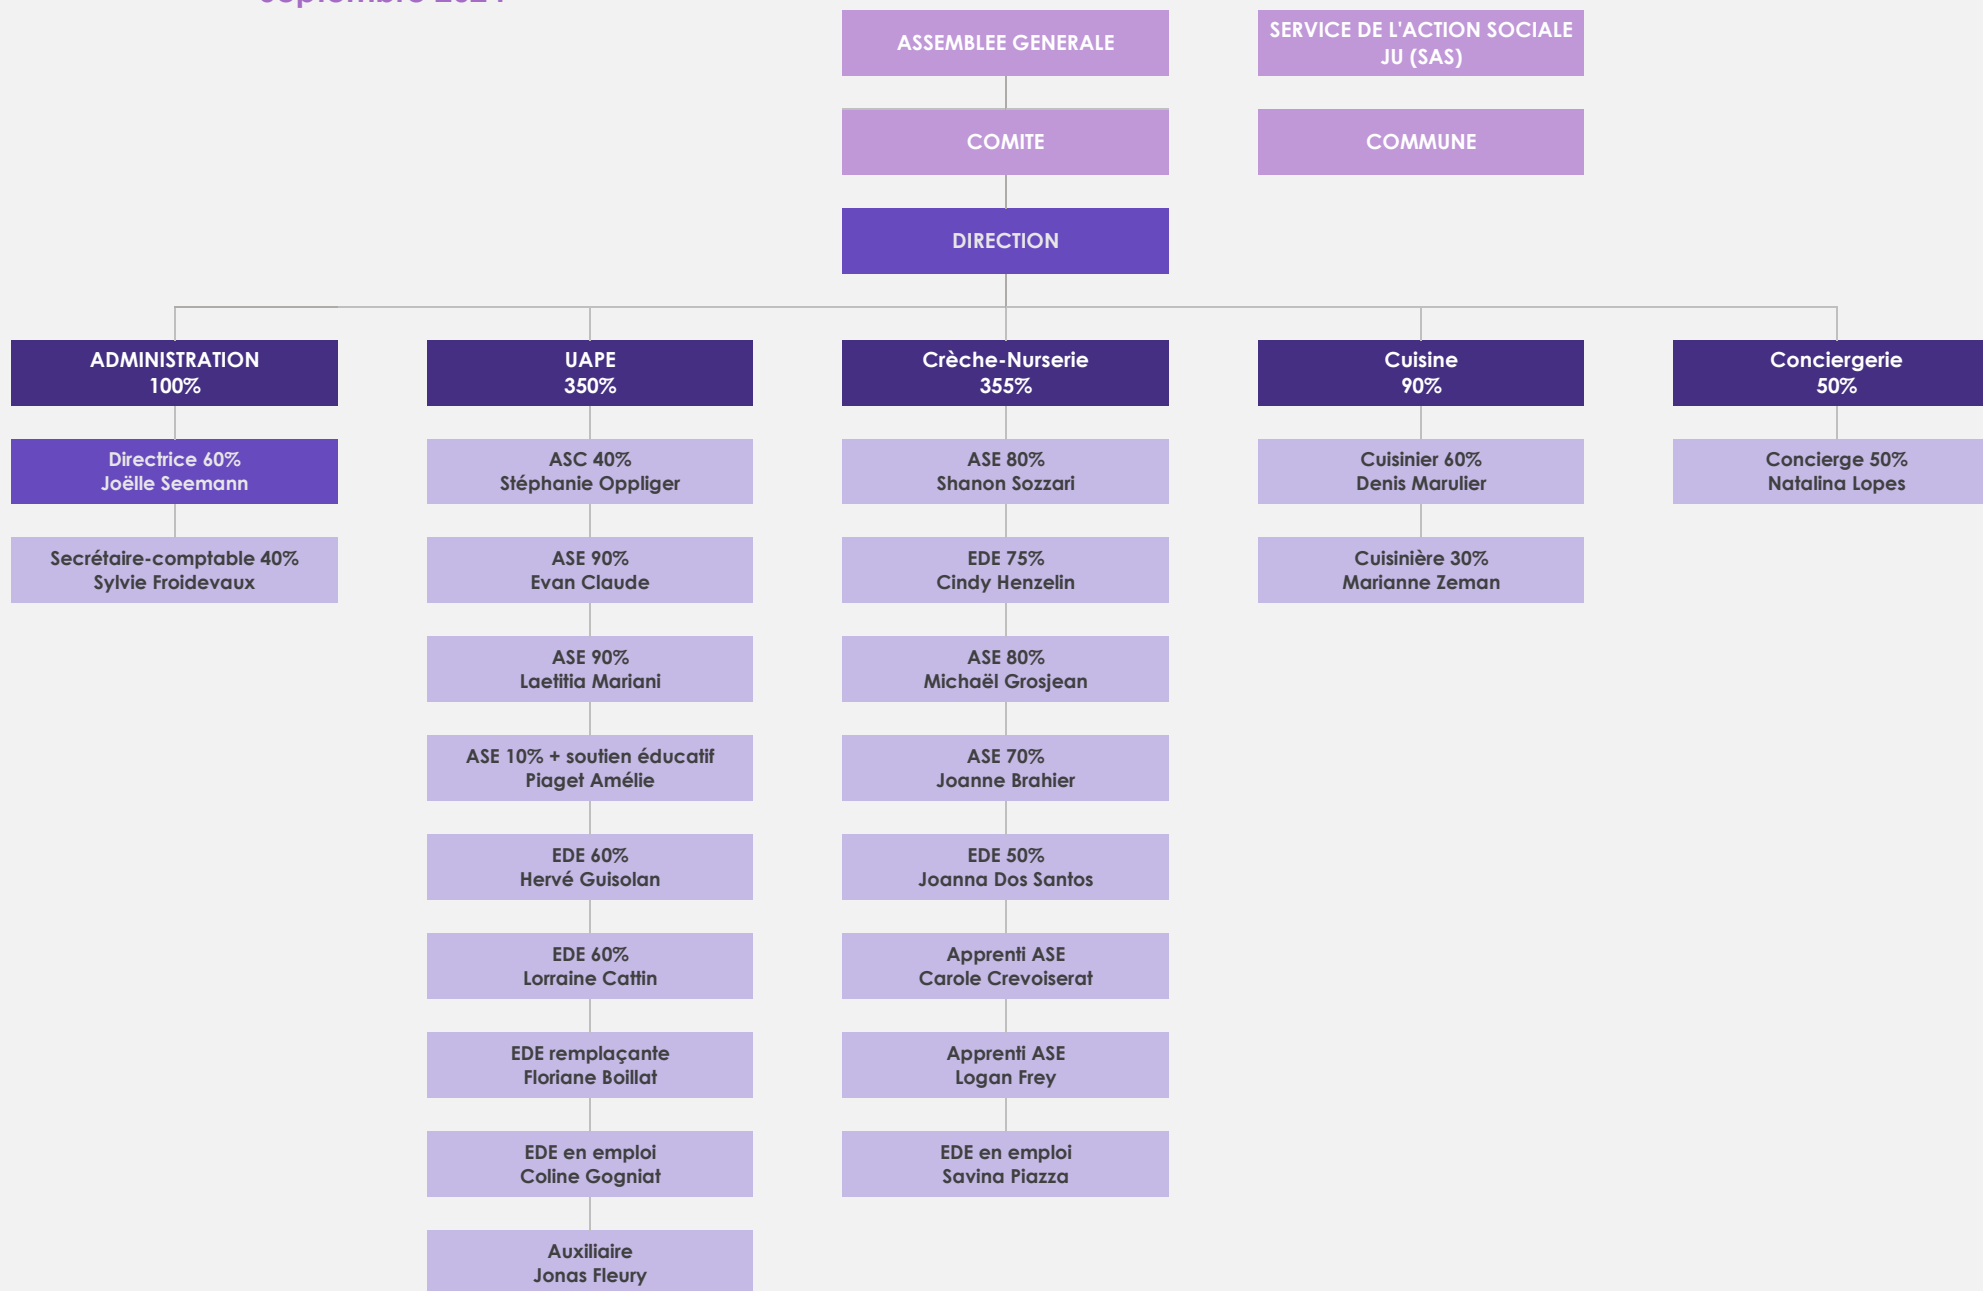 ASSEMBLEE GENERALE
SERVICE DE L'ACTION SOCIALE
JU (SAS)
COMITE
COMMUNE
DIRECTION
ADMINISTRATION
100%
Directrice 60%
Joëlle Seemann
Secrétaire-comptable 40%
Sylvie Froidevaux
UAPE
350%
ASC 40%
Stéphanie Oppliger
ASE 90%
Evan Claude
ASE 90%
Laetitia Mariani
ASE 10% + soutien éducatif
Piaget Amélie
EDE 60%
Hervé Guisolan
EDE 60%
Lorraine Cattin
EDE remplaçante
Floriane Boillat
EDE en emploi
Coline Gogniat
Auxiliaire
Jonas Fleury
Crèche-Nurserie
355%
ASE 80%
Shanon Sozzari
EDE 75%
Cindy Henzelin
ASE 80%
Michaël Grosjean
ASE 70%
Joanne Brahier
EDE 50%
Joanna Dos Santos
Apprenti ASE
Carole Crevoiserat
Apprenti ASE
Logan Frey
EDE en emploi
Savina Piazza
Cuisine
90%
Cuisinier 60%
Denis Marulier
Cuisinière 30%
Marianne Zeman
Conciergerie
50%
Concierge 50%
Natalina Lopes